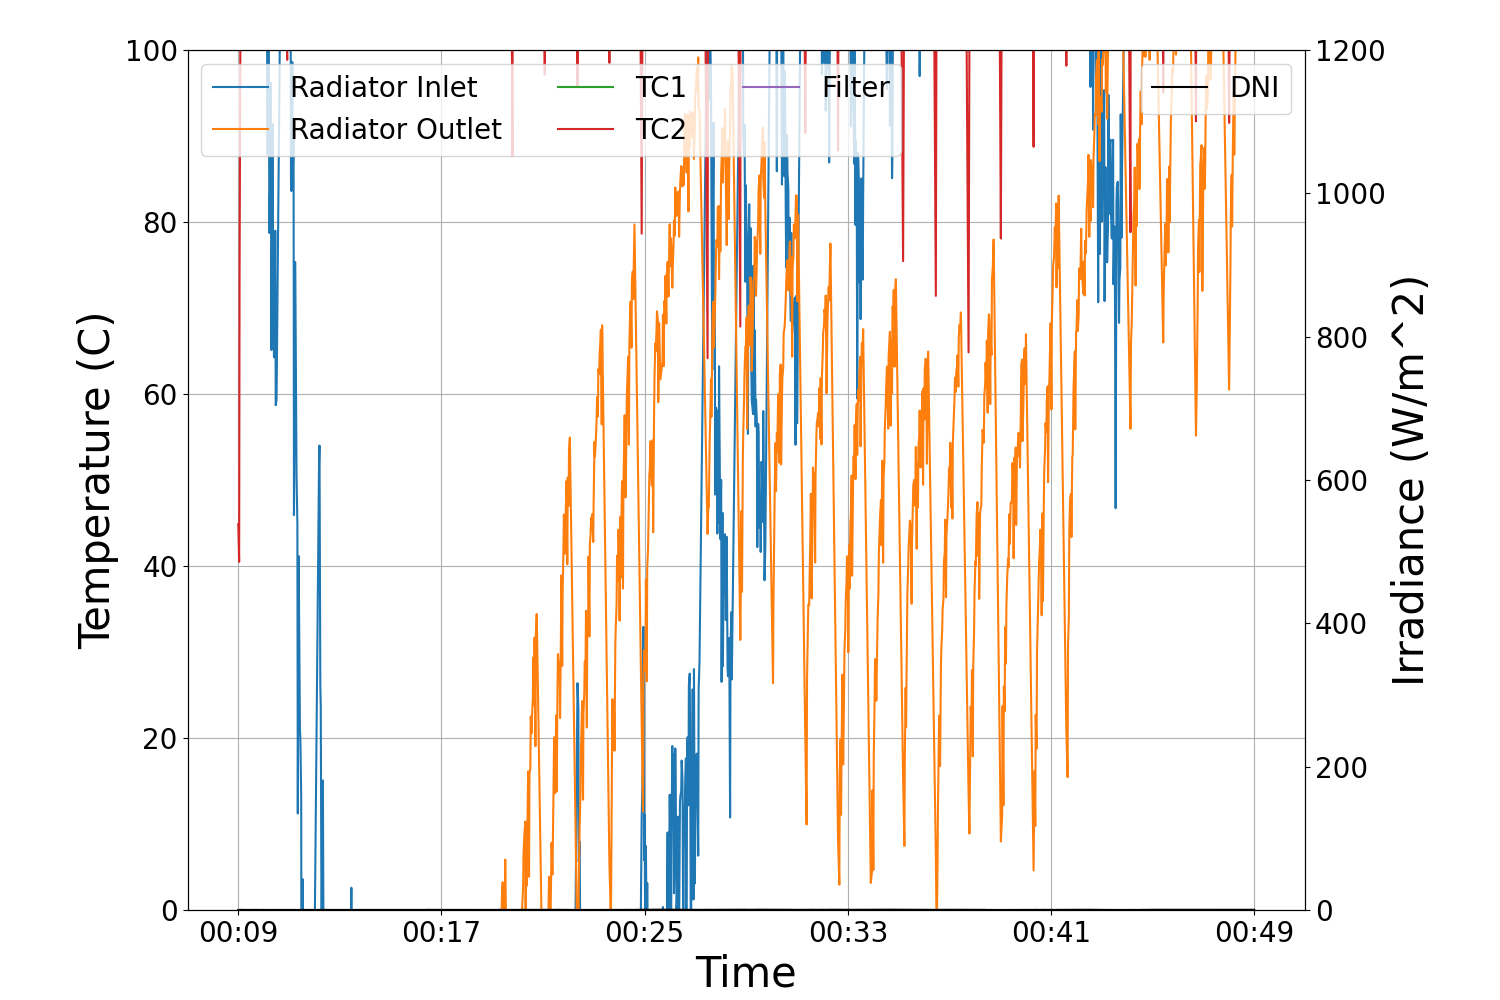 100
80
60
40
20
0
Temperature (C)
Radiator Inlet
Radiator Outlet
TC1
TC2
Filter
DNI
1200
1000
800
600
400
200
0
Irradiance (W/m^2)
00:09 00:17 00:25 00:33 00:41 00:49
Time